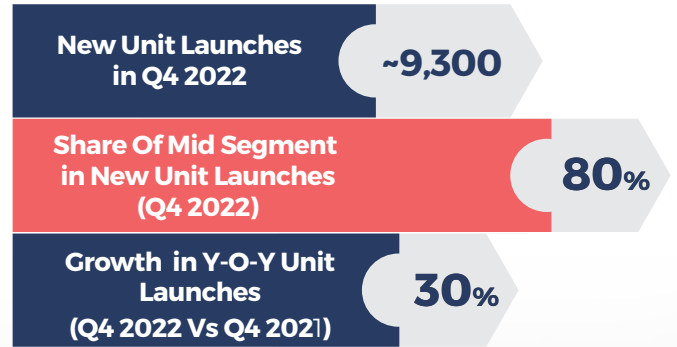 New Unit Launches
in Q4 2022
~9,300
Share Of Mid Segment
in New Unit Launches
(Q4 2022)
80%
Growth in Y-O-Y Unit
Launches
(Q4 2022 Vs Q4 2021)
30%